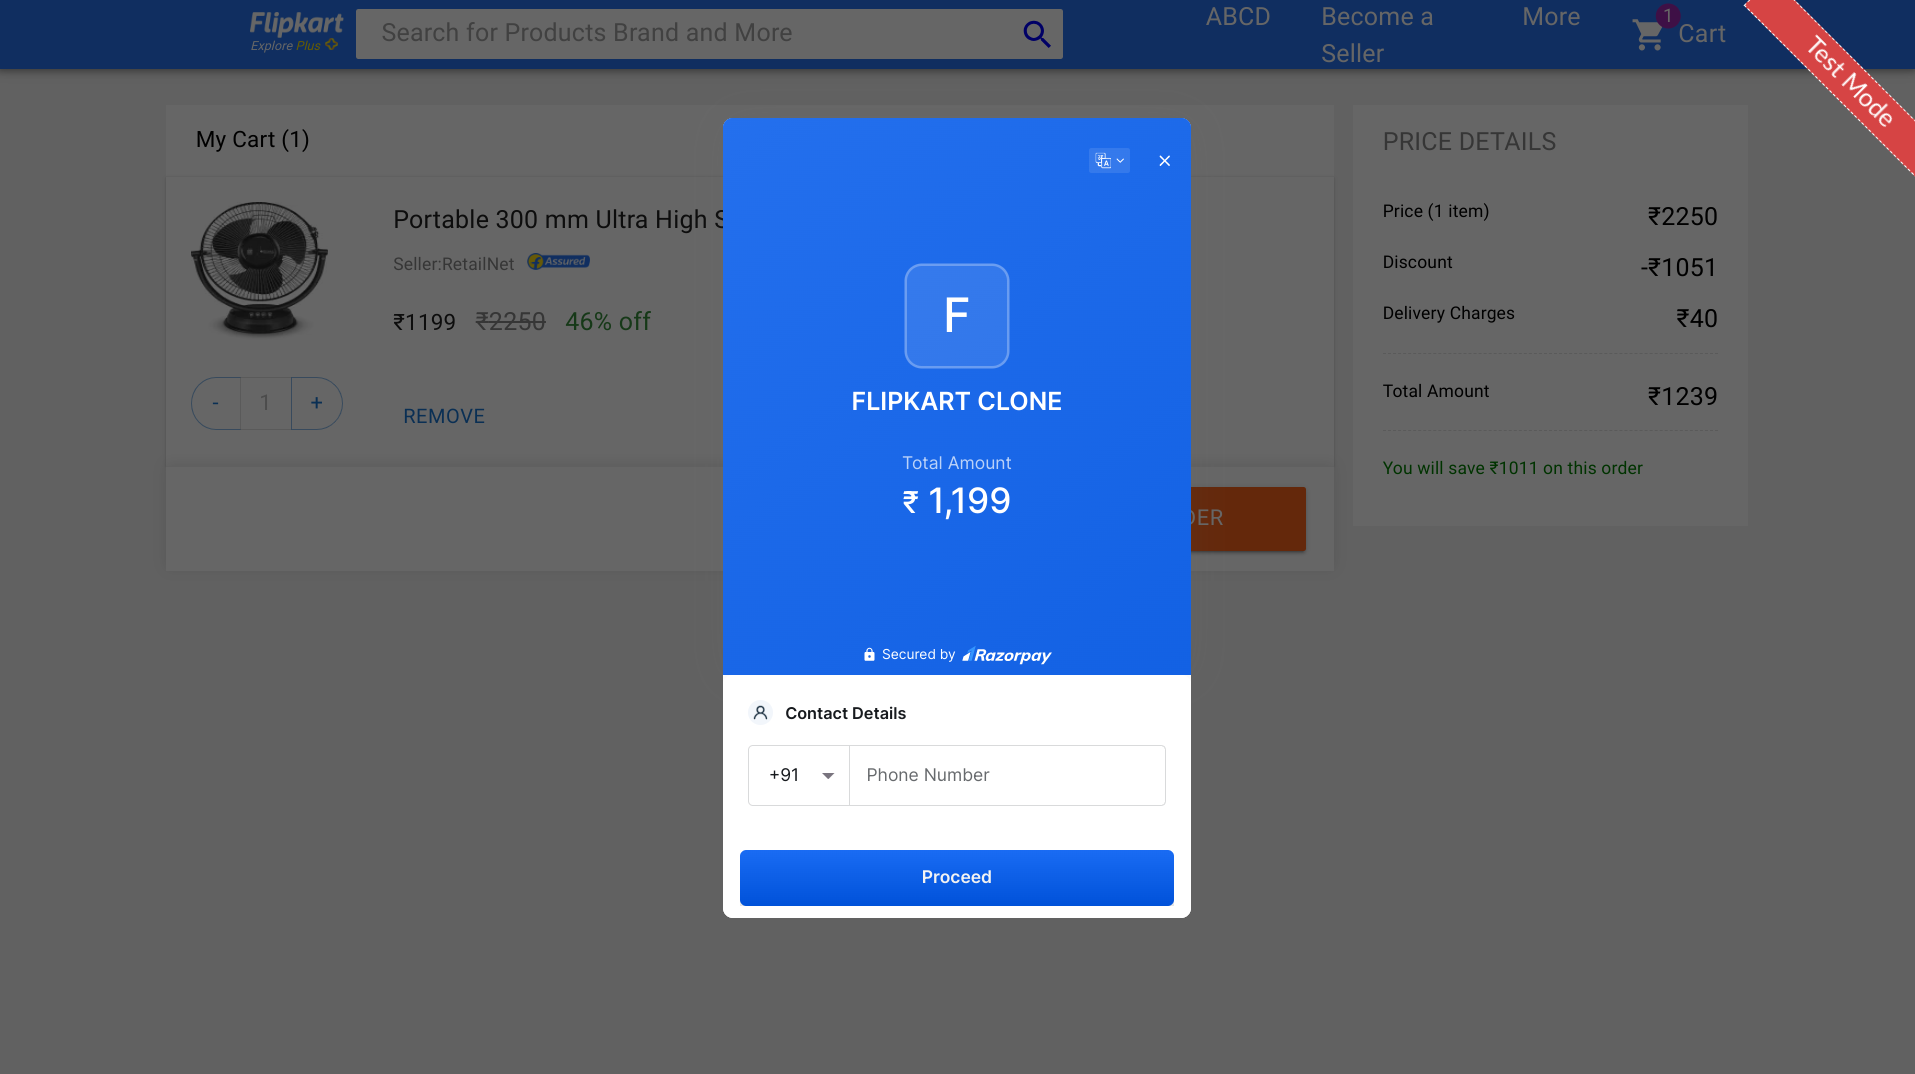 Flipkart
Explore Plus
Search for Products Brand and More
ABCD
Become a
Seller
More
1
Cart
Test Mode
My Cart (1)
Portable 300 mm Ultra High S
Seller:RetailNet
Assured
₹1199 ₹2250 46% off
- 1 +
REMOVE
DER
PRICE DETAILS
Price (1 item) ₹2250
Discount -₹1051
Delivery Charges ₹40
Total Amount ₹1239
You will save ₹1011 on this order
F
FLIPKART CLONE
Total Amount
₹ 1,199
Secured by Razorpay
Contact Details
+91 Phone Number
Proceed